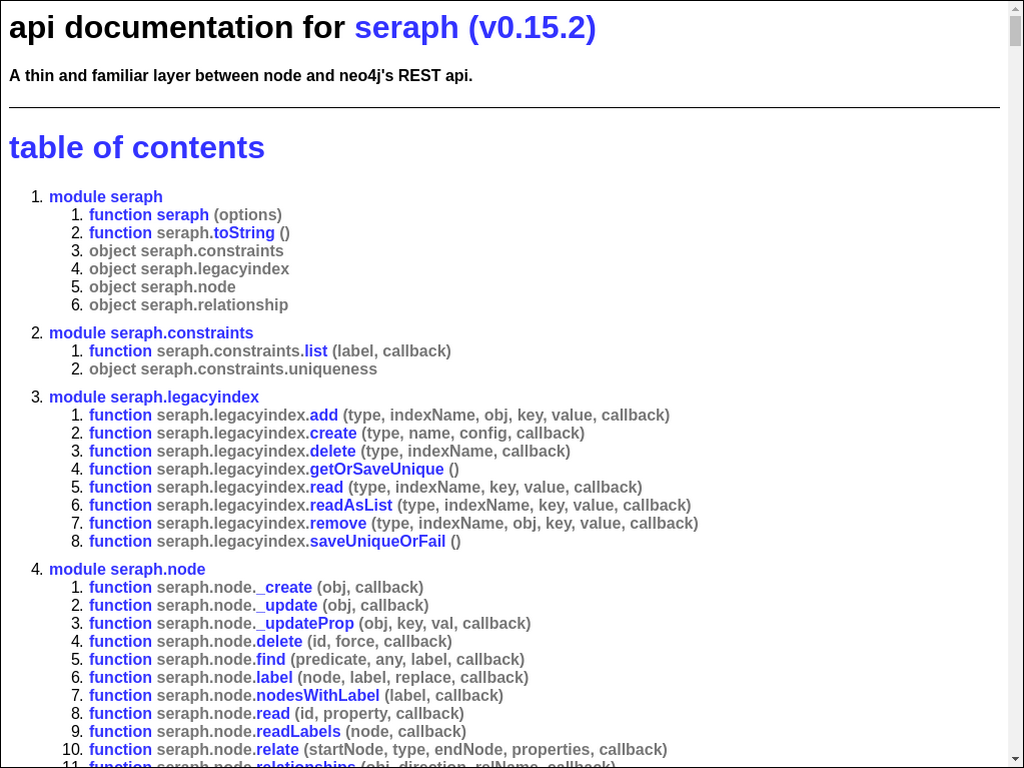 api documentation for seraph (v0.15.2)
A thin and familiar layer between node and neo4j's REST api.
table of contents
1. module seraph
1. function seraph (options)
2. function seraph.toString ()
3. object seraph.constraints
4. object seraph.legacyindex
5. object seraph.node
6. object seraph.relationship
2. module seraph.constraints
1. function seraph.constraints.list (label, callback)
2. object seraph.constraints.uniqueness
3. module seraph.legacyindex
1. function seraph.legacyindex.add (type, indexName, obj, key, value, callback)
2. function seraph.legacyindex.create (type, name, config, callback)
3. function seraph.legacyindex.delete (type, indexName, callback)
4. function seraph.legacyindex.getOrSaveUnique ()
5. function seraph.legacyindex.read (type, indexName, key, value, callback)
6. function seraph.legacyindex.readAsList (type, indexName, key, value, callback)
7. function seraph.legacyindex.remove (type, indexName, obj, key, value, callback)
8. function seraph.legacyindex.saveUniqueOrFail ()
4. module seraph.node
1. function seraph.node._create (obj, callback)
2. function seraph.node._update (obj, callback)
3. function seraph.node._updateProp (obj, key, val, callback)
4. function seraph.node.delete (id, force, callback)
5. function seraph.node.find (predicate, any, label, callback)
6. function seraph.node.label (node, label, replace, callback)
7. function seraph.node.nodesWithLabel (label, callback)
8. function seraph.node.read (id, property, callback)
9. function seraph.node.readLabels (node, callback)
10. function seraph.node.relate (startNode, type, endNode, properties, callback)
11. function seraph.node.relationships (obj, direction, relName, callback)